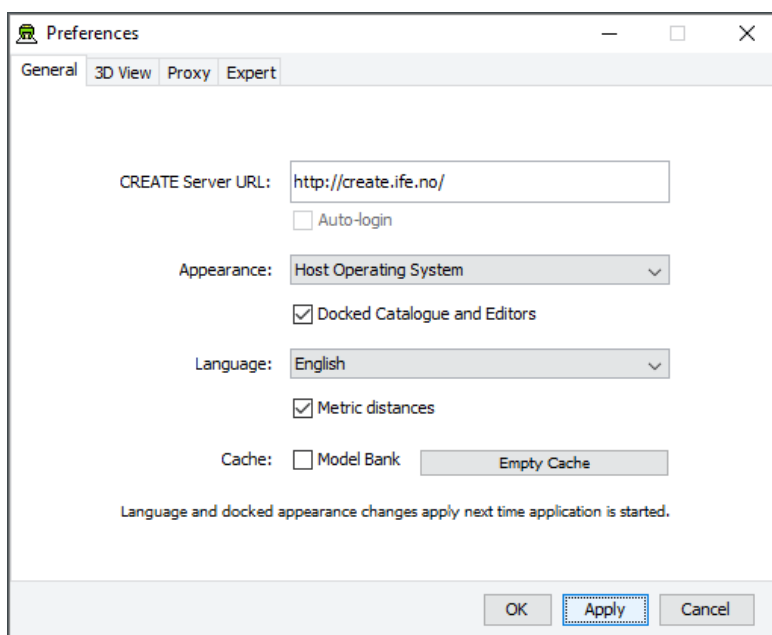 Preferences
General 3D View Proxy Expert
CREATE Server URL: http://create.ife.no/
Auto-login
Appearance: Host Operating System
Docked Catalogue and Editors
Language: English
Metric distances
Cache: Model Bank Empty Cache
Language and docked appearance changes apply next time application is started.
OK Apply Cancel